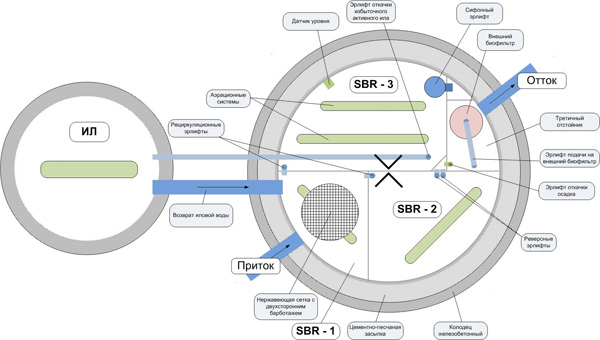 Эрлифт откачки
избыточного
активного ила
Сифонный
эрлифт
Датчик уровня
Внешний
биофильтр
SBR - 3
Отток
Аэрационные
системы
Третичный
отстойник
ИЛ
Рециркуляционные
эрлифты
Эрлифт подачи на
внешний биофильтр
Эрлифт откачки
осадка
SBR - 2
Возврат иловой воды
Реверсные
эрлифты
Приток
Нержавеющая сетка с
двухсторонним
барботажем
SBR - 1
Цементно-песчаная
засыпка
Колодец
железобетонный